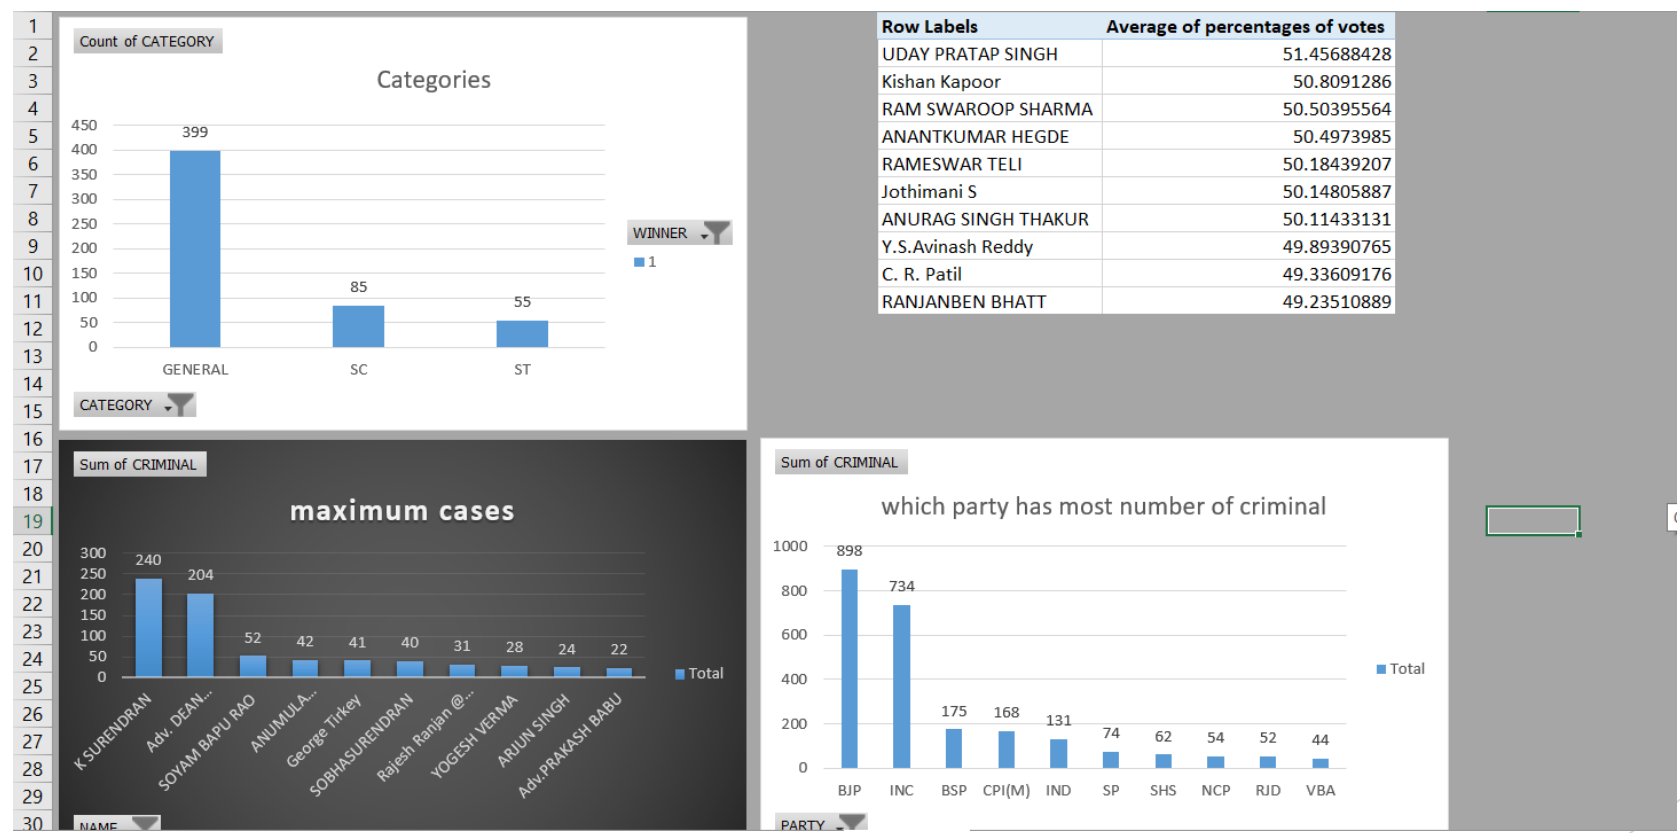 Count of CATEGORY
Categories
450
400
350
300
250
200
150
100
50
0
399
85
55
GENERAL
SC
ST
WINNER
1
CATEGORY
Row Labels Average of percentages of votes
UDAY PRATAP SINGH 51.45688428
Kishan Kapoor 50.8091286
RAM SWAROOP SHARMA 50.50395564
ANANTKUMAR HEGDE 50.4973985
RAMESWAR TELI 50.18439207
Jothimani S 50.14805887
ANURAG SINGH THAKUR 50.11433131
Y.S.Avinash Reddy 49.89390765
C. R. Patil 49.33609176
RANJANBEN BHATT 49.23510889
Sum of CRIMINAL
maximum cases
300
250
200
150
100
50
0
240
204
52
42
41
40
31
28
24
22
K SURENDRAN
Adv. DEAN...
SOYAM BAPU RAO
ANUMULA...
George Tirkey
SOBHASURENDRAN
Rajesh Ranjan @...
YOGESH VERMA
ARJUN SINGH
Adv.PRAKASH BABU
Total
NAME
Sum of CRIMINAL
which party has most number of criminal
1000
800
600
400
200
0
898
734
175
168
131
74
62
54
52
44
BJP
INC
BSP
CPI(M)
IND
SP
SHS
NCP
RJD
VBA
Total
PARTY
1
2
3
4
5
6
7
8
9
10
11
12
13
14
15
16
17
18
19
20
21
22
23
24
25
26
27
28
29
30